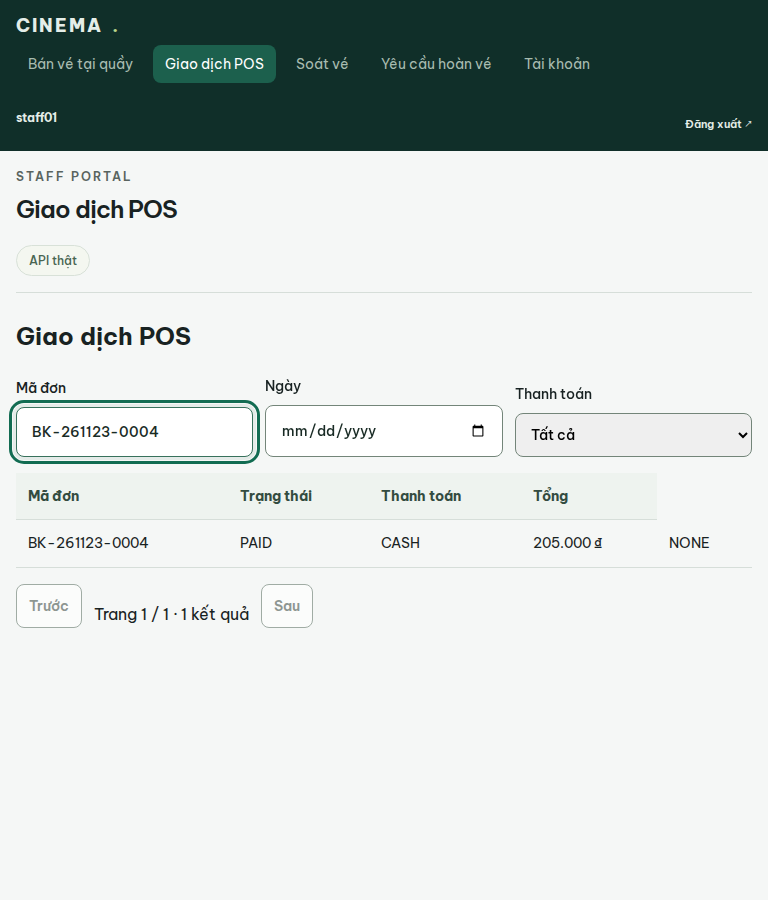 CINEMA .
Bán vé tại quầy Giao dịch POS Soát vé Yêu cầu hoàn vé Tài khoản
staff01
Đăng xuất ↗
STAFF PORTAL
Giao dịch POS
API thật
Giao dịch POS
Mã đơn Ngày Thanh toán
BK-261123-0004 mm/dd/yyyy Tất cả
Mã đơn Trạng thái Thanh toán Tổng
BK-261123-0004 PAID CASH 205.000 ₫ NONE
Trước Trang 1 / 1 · 1 kết quả Sau